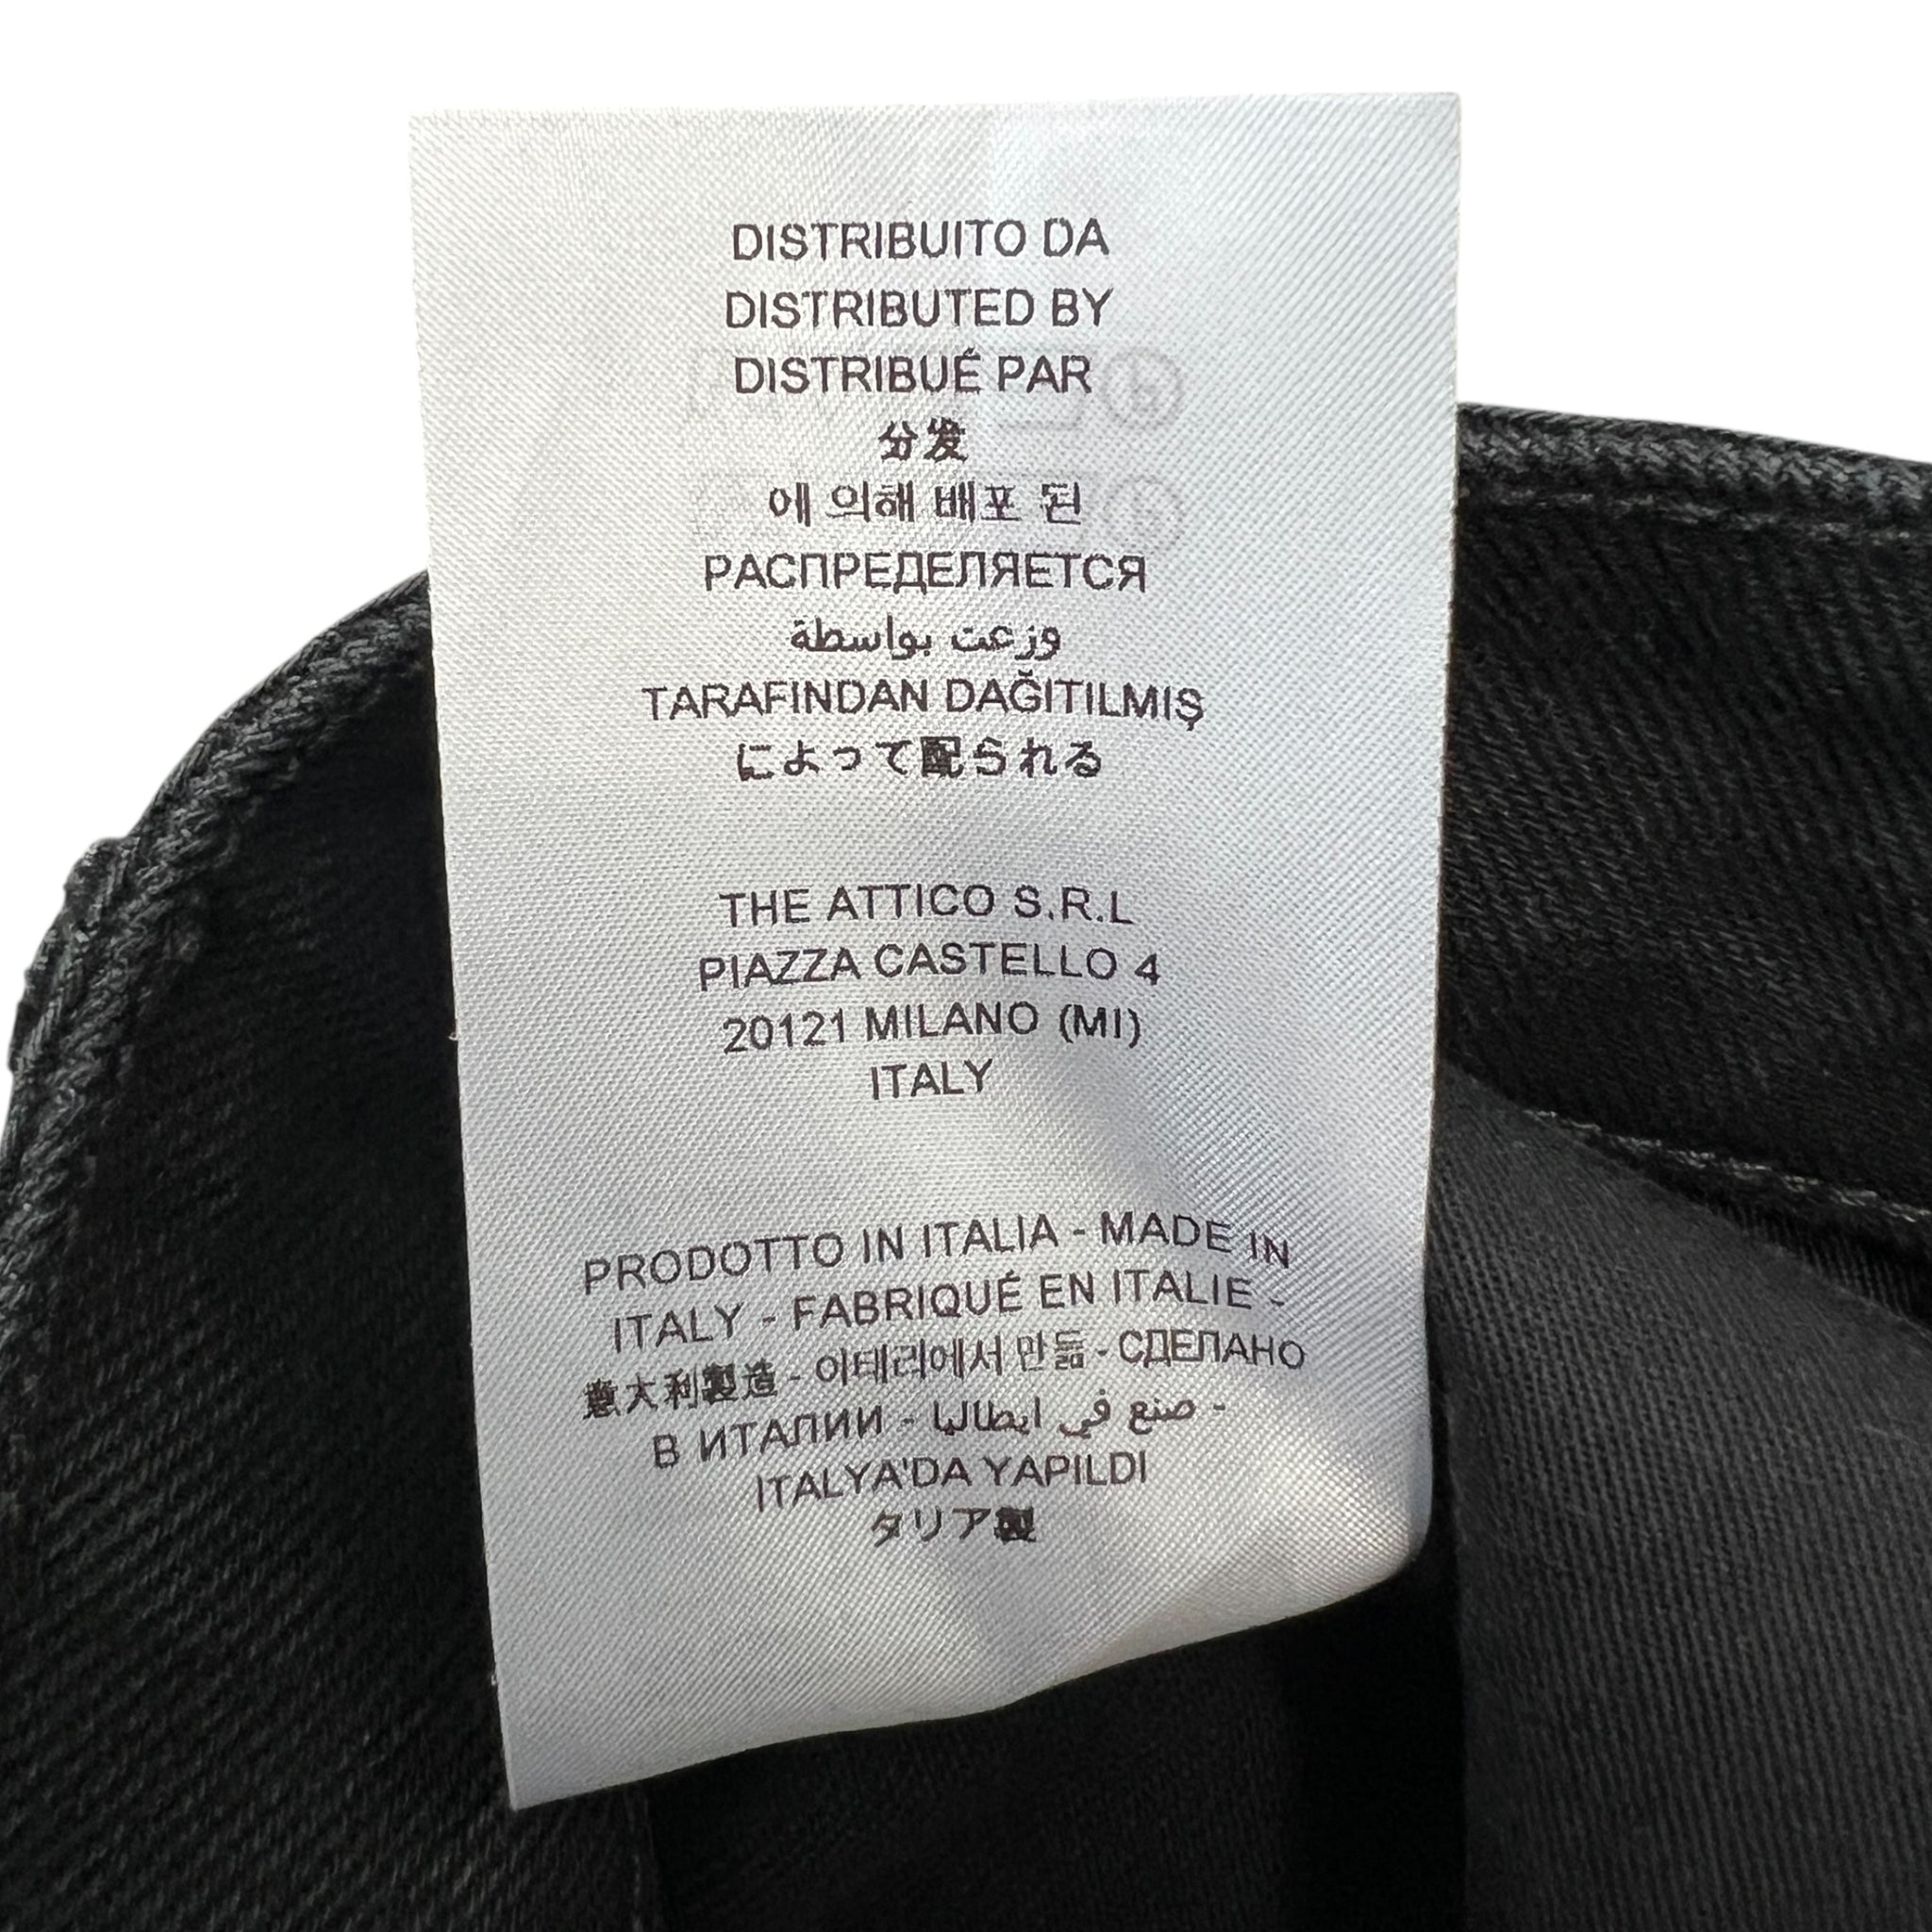 DISTRIBUITO DA
DISTRIBUTED BY
DISTRIBUÉ PAR
分发
에 의해 배포 된
РАСПРЕДЕЛЯЕТСЯ
وزعت بواسطة
TARAFINDAN DAĞITILMIŞ
によって配られる
THE ATTICO S.R.L
PIAZZA CASTELLO 4
20121 MILANO (MI)
ITALY
PRODOTTO IN ITALIA - MADE IN
ITALY - FABRIQUÉ EN ITALIE -
意大利製造 - 이태리에서 만듦 - СДЕЛАНО
В ИТАЛИИ - صنع في ايطاليا -
ITALYA'DA YAPILDI
タリア製